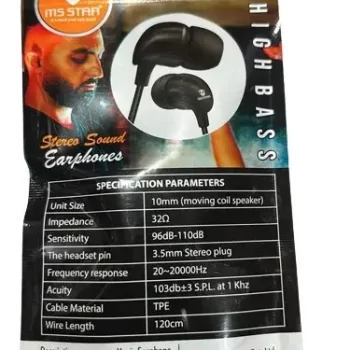 MS STAR
HIGH BASS
Stereo Sound
Earphones
SPECIFICATION PARAMETERS
Unit Size 10mm (moving coil speaker)
Impedance 32Ω
Sensitivity 96dB-110dB
The headset pin 3.5mm Stereo plug
Frequency response 20~20000Hz
Acuity 103db±3 S.P.L. at 1 Khz
Cable Material TPE
Wire Length 120cm